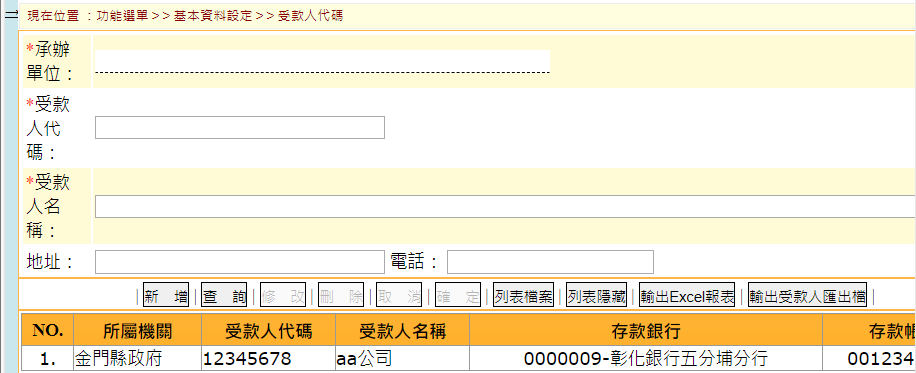 現在位置 ：功能選單>>基本資料設定>>受款人代碼
*承辦
單位：
*受款
人代
碼：
*受款
人名
稱：
地址： 電話：
|新 增|查 詢|修 改|刪 除|取 消|確 定|列表檔案|列表隱藏|輸出Excel報表|輸出受款人匯出檔|
NO. 所屬機關 受款人代碼 受款人名稱 存款銀行 存款帳
1. 金門縣政府 12345678 aa公司 0000009-彰化銀行五分埔分行 001234